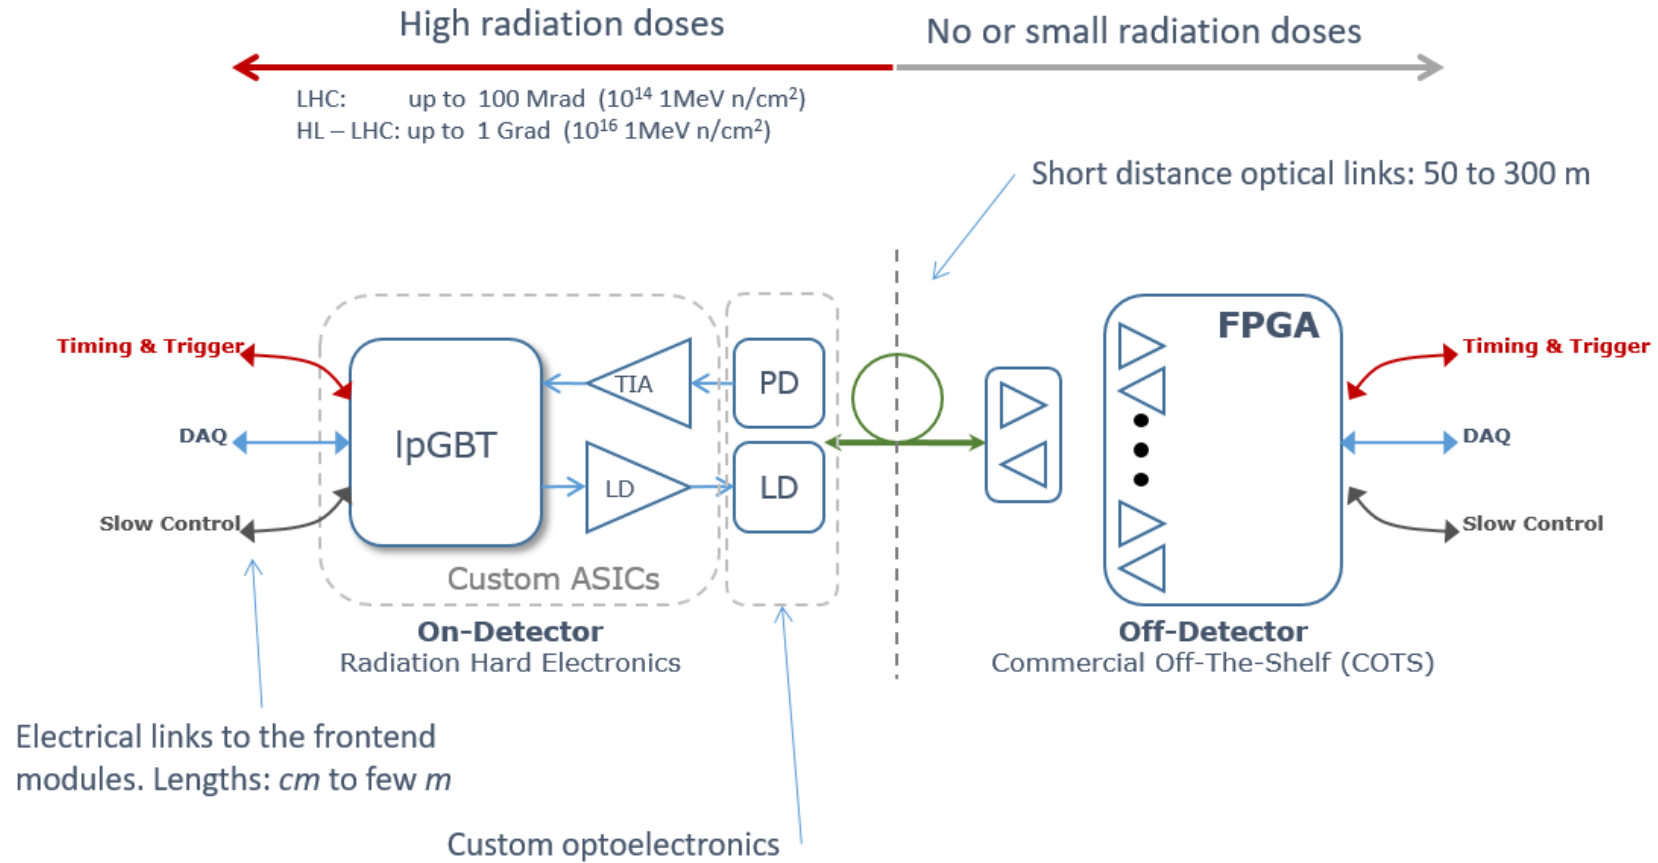 High radiation doses
No or small radiation doses
LHC: up to 100 Mrad (10¹⁴ 1MeV n/cm²)
HL – LHC: up to 1 Grad (10¹⁶ 1MeV n/cm²)
Short distance optical links: 50 to 300 m
Timing & Trigger
DAQ
Slow Control
lpGBT
TIA
LD
PD
LD
Custom ASICs
FPGA
Timing & Trigger
DAQ
Slow Control
On-Detector
Radiation Hard Electronics
Off-Detector
Commercial Off-The-Shelf (COTS)
Electrical links to the frontend
modules. Lengths: cm to few m
Custom optoelectronics